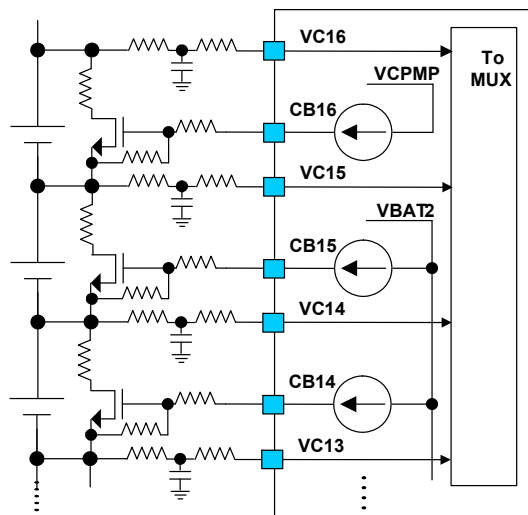 VC16
To
MUX
VCPMP
CB16
VC15
VBAT2
CB15
VC14
CB14
VC13